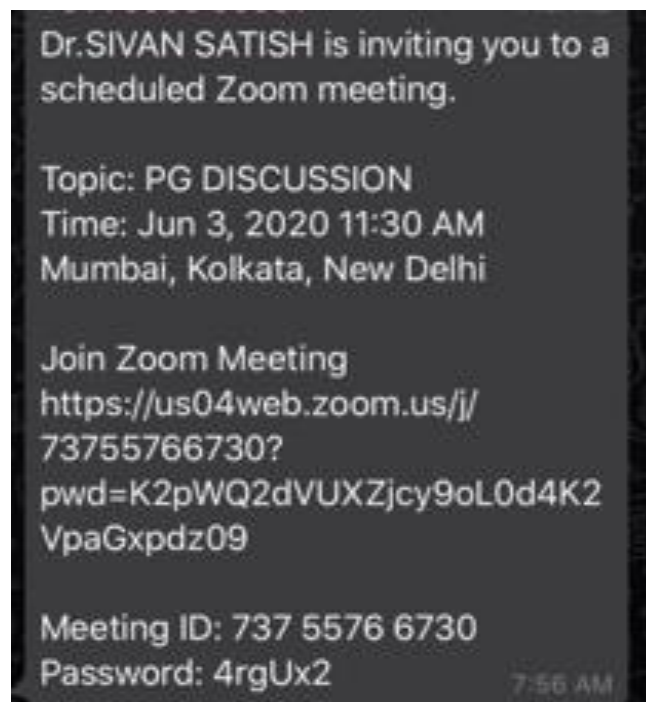 Dr.SIVAN SATISH is inviting you to a
scheduled Zoom meeting.
Topic: PG DISCUSSION
Time: Jun 3, 2020 11:30 AM
Mumbai, Kolkata, New Delhi
Join Zoom Meeting
https://us04web.zoom.us/j/
73755766730?
pwd=K2pWQ2dVUXZjcy9oL0d4K2
VpaGxpdz09
Meeting ID: 737 5576 6730
Password: 4rgUx2
7:56 AM